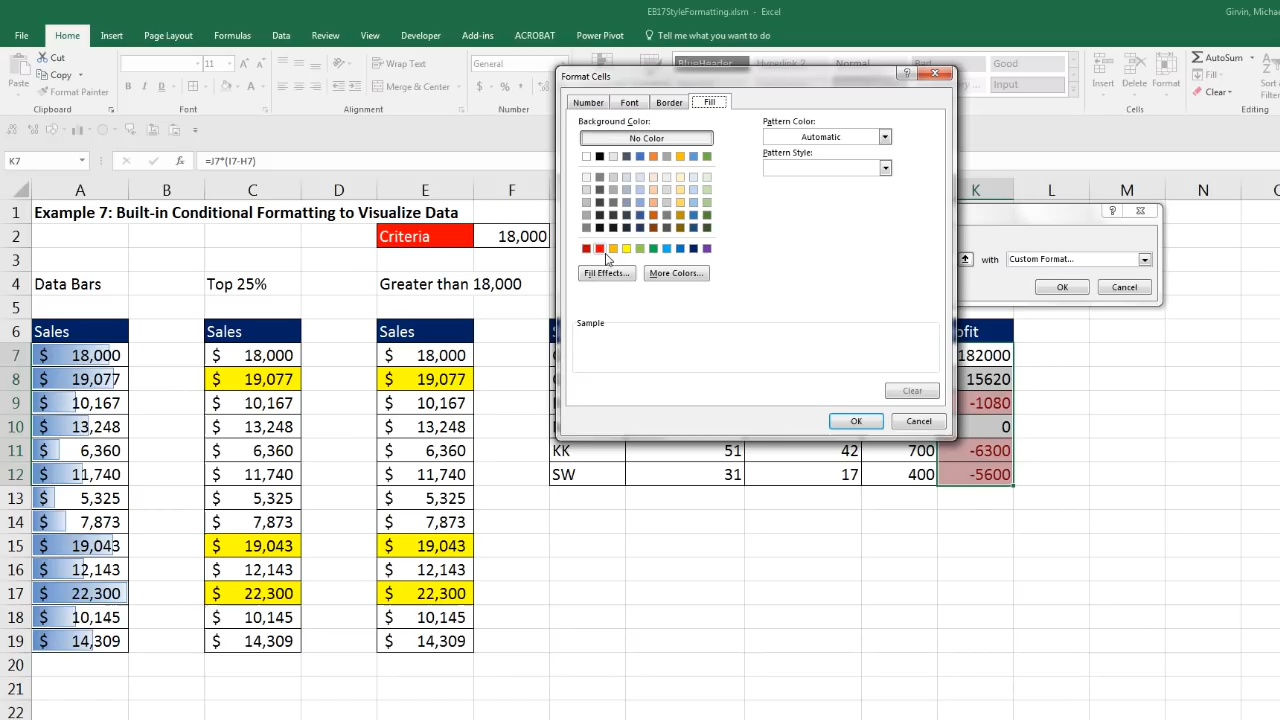 EB17StyleFormatting.xlsm - Excel
Girvin, Michae
File Home Insert Page Layout Formulas Data Review View Developer Add-ins ACROBAT Power Pivot Tell me what you want to do
Cut
Copy
Format Painter
Paste
Clipboard
11
B I U
Font
Wrap Text
Merge & Center
Alignment
General
$ %
Number
BlueHeader Hyperlink 2 Normal Bad Good
Input
Insert Delete Format
Cells
AutoSum
Fill
Clear
Editing
K7 fx =J7*(I7-H7)
A B C D E F K L M N
1 Example 7: Built-in Conditional Formatting to Visualize Data
2 Criteria 18,000
3
4 Data Bars Top 25% Greater than 18,000
5
6 Sales Sales Sales ofit
7 $ 18,000 $ 18,000 $ 18,000 182000
8 $ 19,077 $ 19,077 $ 19,077 15620
9 $ 10,167 $ 10,167 $ 10,167 -1080
10 $ 13,248 $ 13,248 $ 13,248 0
11 $ 6,360 $ 6,360 $ 6,360 KK 51 42 700 -6300
12 $ 11,740 $ 11,740 $ 11,740 SW 31 17 400 -5600
13 $ 5,325 $ 5,325 $ 5,325
14 $ 7,873 $ 7,873 $ 7,873
15 $ 19,043 $ 19,043 $ 19,043
16 $ 12,143 $ 12,143 $ 12,143
17 $ 22,300 $ 22,300 $ 22,300
18 $ 10,145 $ 10,145 $ 10,145
19 $ 14,309 $ 14,309 $ 14,309
20
21
22
Format Cells
Number Font Border Fill
Background Color:
No Color
Fill Effects... More Colors...
Pattern Color:
Automatic
Pattern Style:
Sample
Clear
OK Cancel
with Custom Format...
OK Cancel